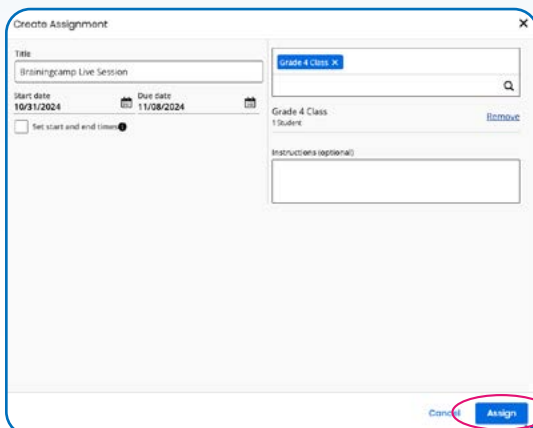 Create Assignment
Title
Brainingcamp Live Session
Start date
10/31/2024
Due date
11/08/2024
Set start and end times
Grade 4 Class
Grade 4 Class
1 Student
Remove
Instructions (optional)
Cancel
Assign